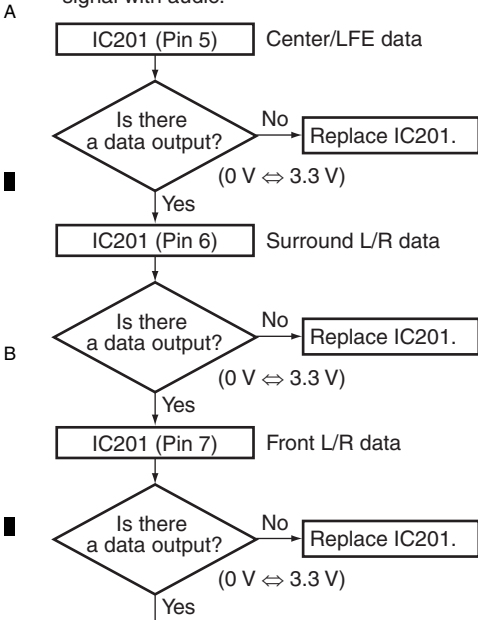 signal with audio.
A
IC201 (Pin 5) Center/LFE data
Is there
a data output?
No
Replace IC201.
(0 V ⇔ 3.3 V)
Yes
IC201 (Pin 6) Surround L/R data
Is there
a data output?
No
Replace IC201.
B
(0 V ⇔ 3.3 V)
Yes
IC201 (Pin 7) Front L/R data
Is there
a data output?
No
Replace IC201.
(0 V ⇔ 3.3 V)
Yes